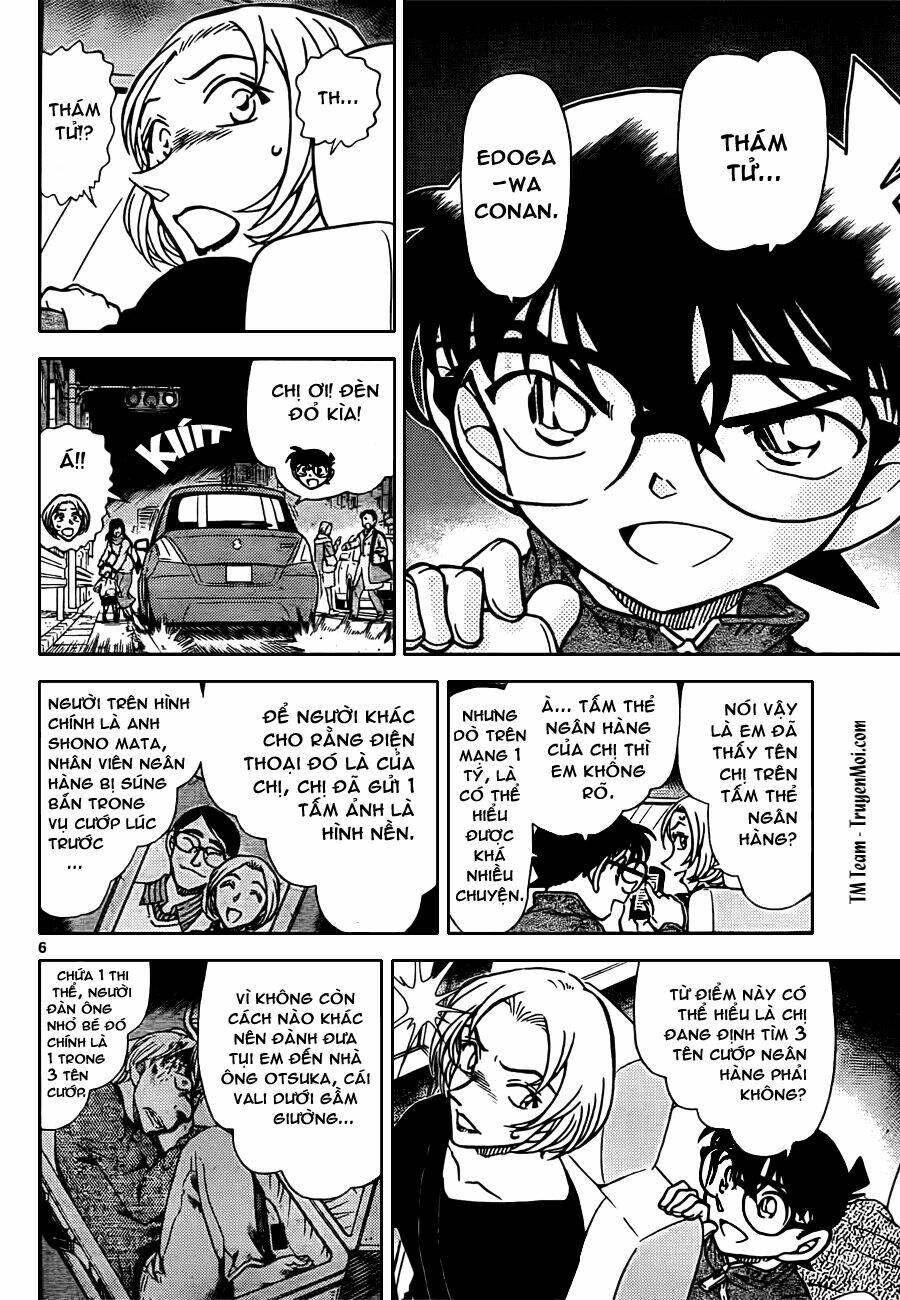 EDOGA
-WA
CONAN.
THÁM
TỬ...
TH...
THÁM
TỬ!?
CHỊ ƠI! ĐÈN
ĐỎ KÌA!
KÍÍT
Á!!
NÓI VẬY
LÀ EM ĐÃ
THẤY TÊN
CHỊ TRÊN
TẤM THẺ
NGÂN
HÀNG?
À... TẤM THẺ
NGÂN HÀNG
CỦA CHỊ THÌ
EM KHÔNG
RÕ.
NHƯNG
DÒ TRÊN
MẠNG 1
TÝ, LÀ
CÓ THỂ
HIỂU
ĐƯỢC
KHÁ
NHIỀU
CHUYỆN.
ĐỂ NGƯỜI KHÁC
CHO RẰNG ĐIỆN
THOẠI ĐÓ LÀ CỦA
CHỊ, CHỊ ĐÃ GỬI 1
TẤM ẢNH LÀ
HÌNH NỀN.
NGƯỜI TRÊN HÌNH
CHÍNH LÀ ANH
SHONO MATA,
NHÂN VIÊN NGÂN
HÀNG BỊ SÚNG
BẮN TRONG
VỤ CƯỚP LÚC
TRƯỚC
...
TM Team - TruyenMoi.com
6
TỪ ĐIỂM NÀY CÓ
THỂ HIỂU LÀ CHỊ
ĐANG ĐỊNH TÌM 3
TÊN CƯỚP NGÂN
HÀNG PHẢI
KHÔNG?
VÌ KHÔNG CÒN
CÁCH NÀO KHÁC
NÊN ĐÀNH ĐƯA
TỤI EM ĐẾN NHÀ
ÔNG OTSUKA, CÁI
VALI DƯỚI GẦM
GIƯỜNG...
CHỨA 1 THI
THỂ, NGƯỜI
ĐÀN ÔNG
NHỎ BÉ ĐÓ
CHÍNH LÀ
1 TRONG
3 TÊN
CƯỚP.